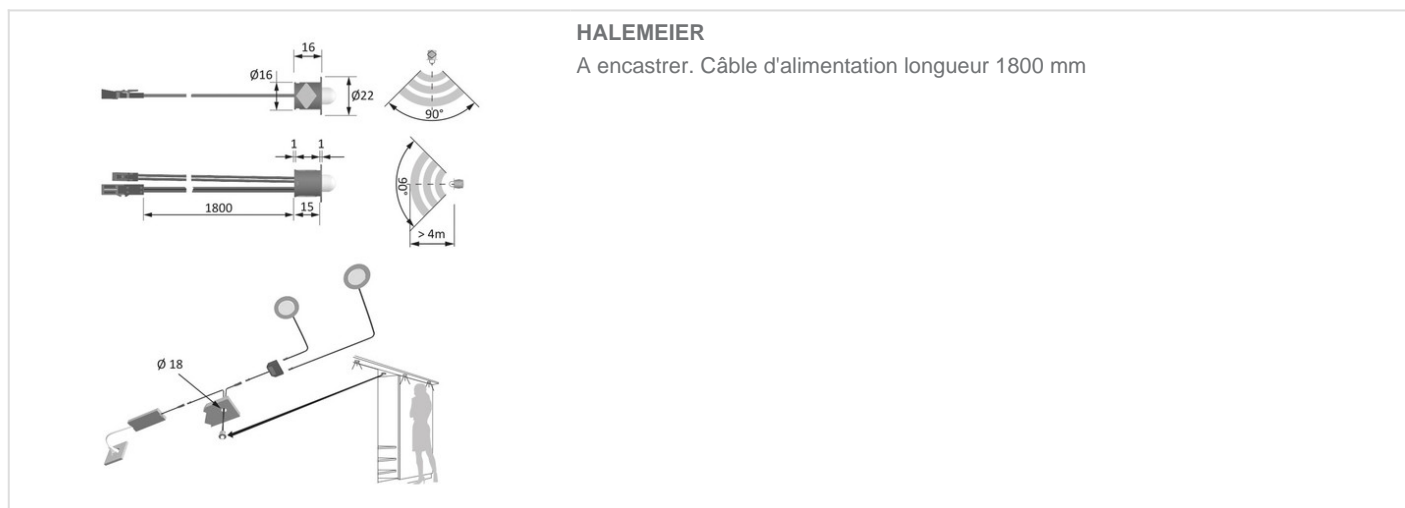 HALEMEIER
A encastrer. Câble d'alimentation longueur 1800 mm
16
Ø16
Ø22
90°
1 1
1800
15
90°
> 4m
Ø 18